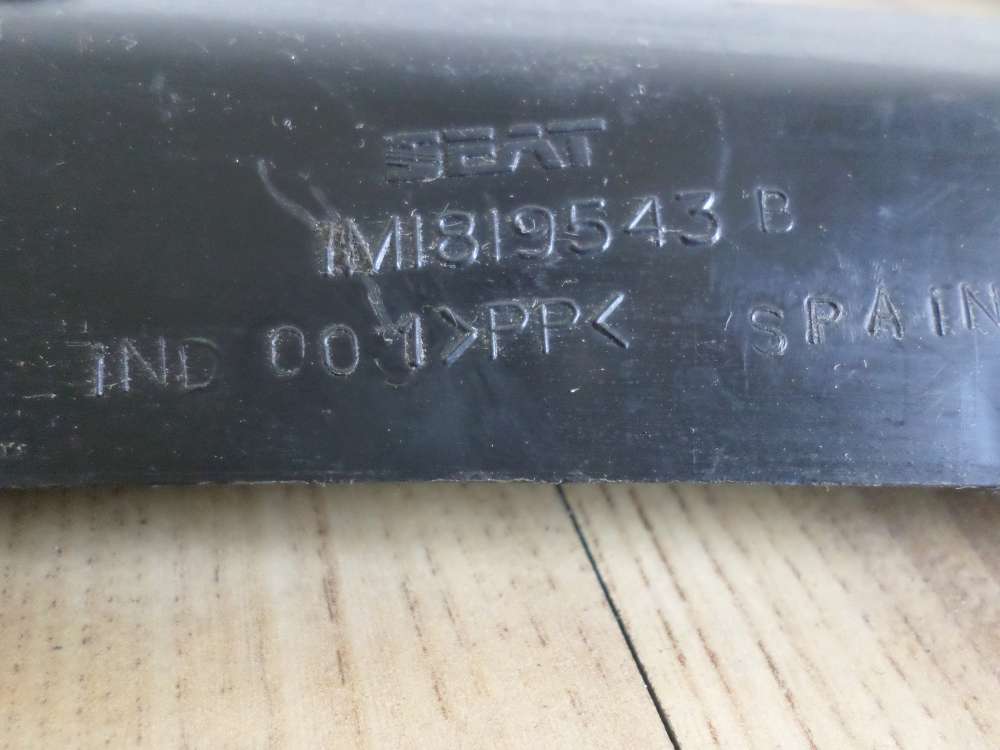 SEAT
1M1819543 B
IND 001 >PP< SPAIN